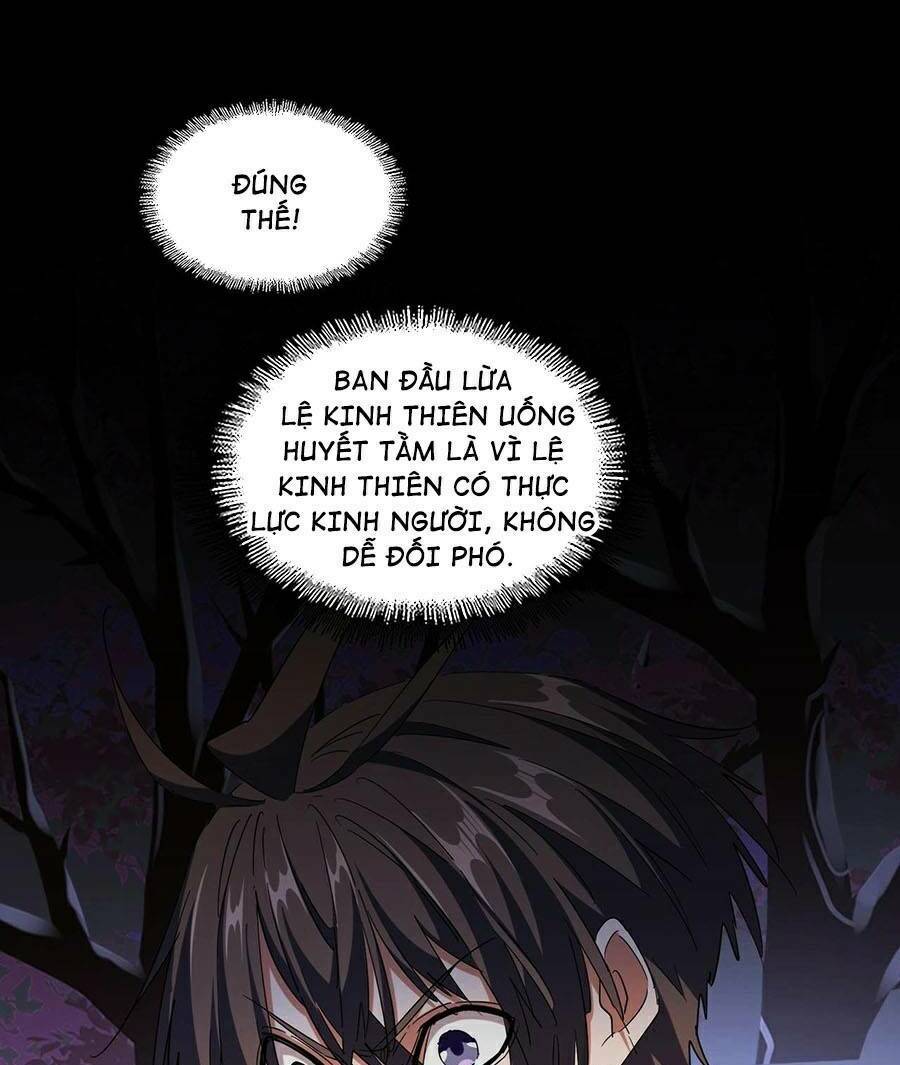 ĐÚNG
THẾ!
BAN ĐẦU LỪA
LỆ KINH THIÊN UỐNG
HUYẾT TẰM LÀ VÌ LỆ
KINH THIÊN CÓ THỰC
LỰC KINH NGƯỜI, KHÔNG
DỄ ĐỐI PHÓ.